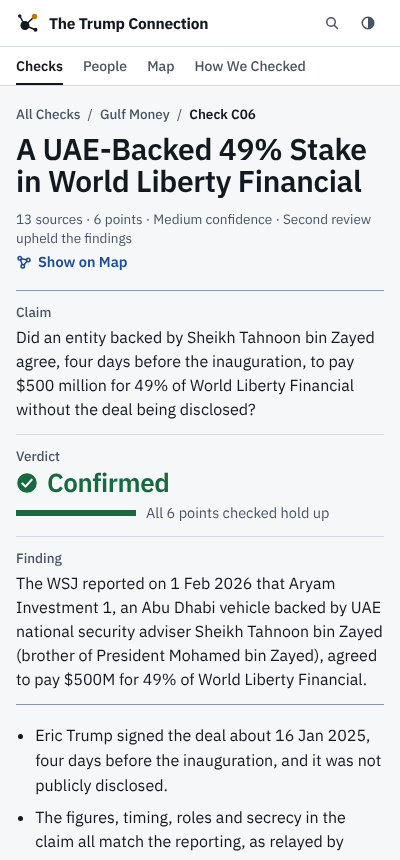 The Trump Connection
Checks People Map How We Checked
All Checks / Gulf Money / Check C06
A UAE-Backed 49% Stake
in World Liberty Financial
13 sources · 6 points · Medium confidence · Second review
upheld the findings
Show on Map
Claim
Did an entity backed by Sheikh Tahnoon bin Zayed
agree, four days before the inauguration, to pay
$500 million for 49% of World Liberty Financial
without the deal being disclosed?
Verdict
Confirmed
All 6 points checked hold up
Finding
The WSJ reported on 1 Feb 2026 that Aryam
Investment 1, an Abu Dhabi vehicle backed by UAE
national security adviser Sheikh Tahnoon bin Zayed
(brother of President Mohamed bin Zayed), agreed
to pay $500M for 49% of World Liberty Financial.
• Eric Trump signed the deal about 16 Jan 2025,
four days before the inauguration, and it was not
publicly disclosed.
• The figures, timing, roles and secrecy in the
claim all match the reporting, as relayed by